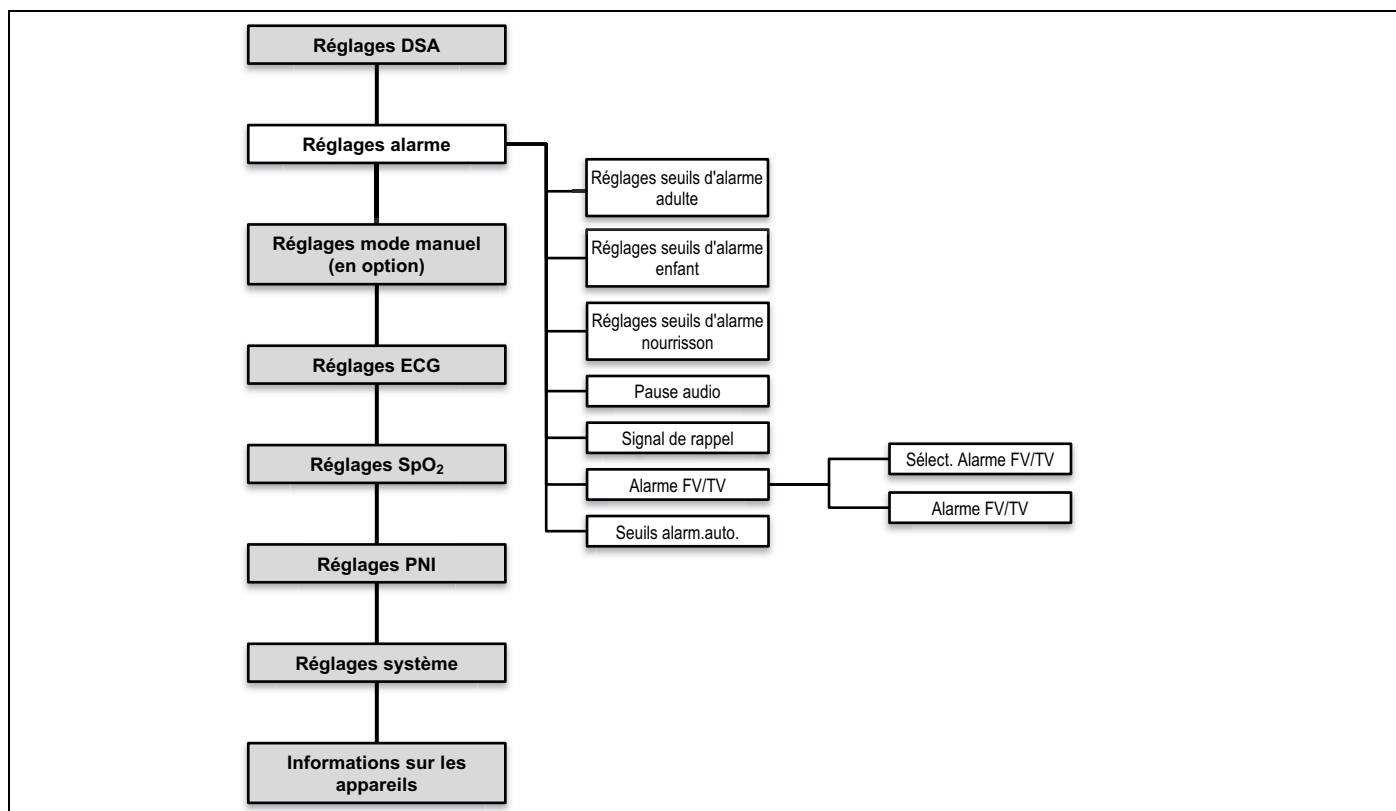 Réglages DSA
Réglages alarme
Réglages mode manuel
(en option)
Réglages ECG
Réglages SpO₂
Réglages PNI
Réglages système
Informations sur les
appareils
Réglages seuils d'alarme
adulte
Réglages seuils d'alarme
enfant
Réglages seuils d'alarme
nourrisson
Pause audio
Signal de rappel
Alarme FV/TV
Seuils alarm.auto.
Sélect. Alarme FV/TV
Alarme FV/TV